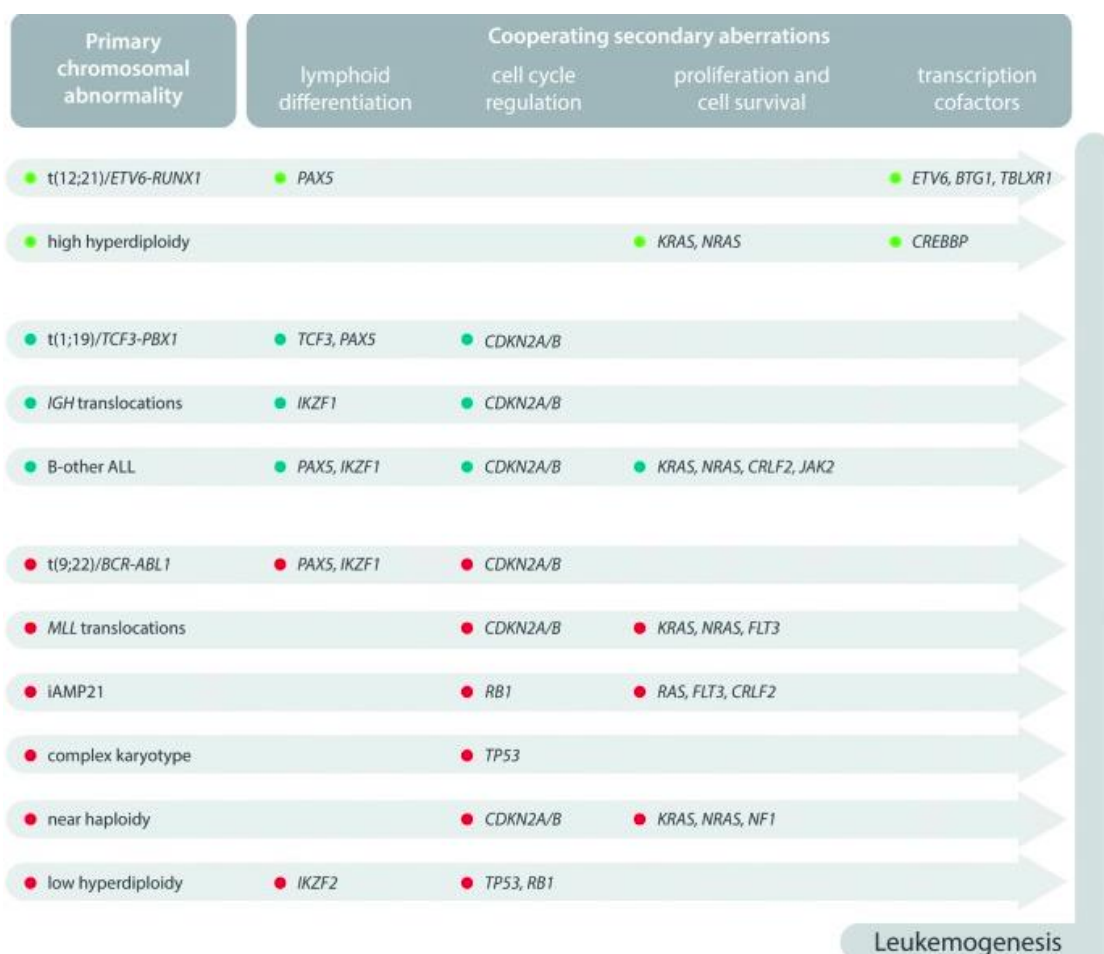 Primary
chromosomal
abnormality
Cooperating secondary aberrations
lymphoid
differentiation
cell cycle
regulation
proliferation and
cell survival
transcription
cofactors
t(12;21)/ETV6-RUNX1 PAX5 ETV6, BTG1, TBLXR1
high hyperdiploidy KRAS, NRAS CREBBP
t(1;19)/TCF3-PBX1 TCF3, PAX5 CDKN2A/B
IGH translocations IKZF1 CDKN2A/B
B-other ALL PAX5, IKZF1 CDKN2A/B KRAS, NRAS, CRLF2, JAK2
t(9;22)/BCR-ABL1 PAX5, IKZF1 CDKN2A/B
MLL translocations CDKN2A/B KRAS, NRAS, FLT3
iAMP21 RB1 RAS, FLT3, CRLF2
complex karyotype TP53
near haploidy CDKN2A/B KRAS, NRAS, NF1
low hyperdiploidy IKZF2 TP53, RB1
Leukemogenesis